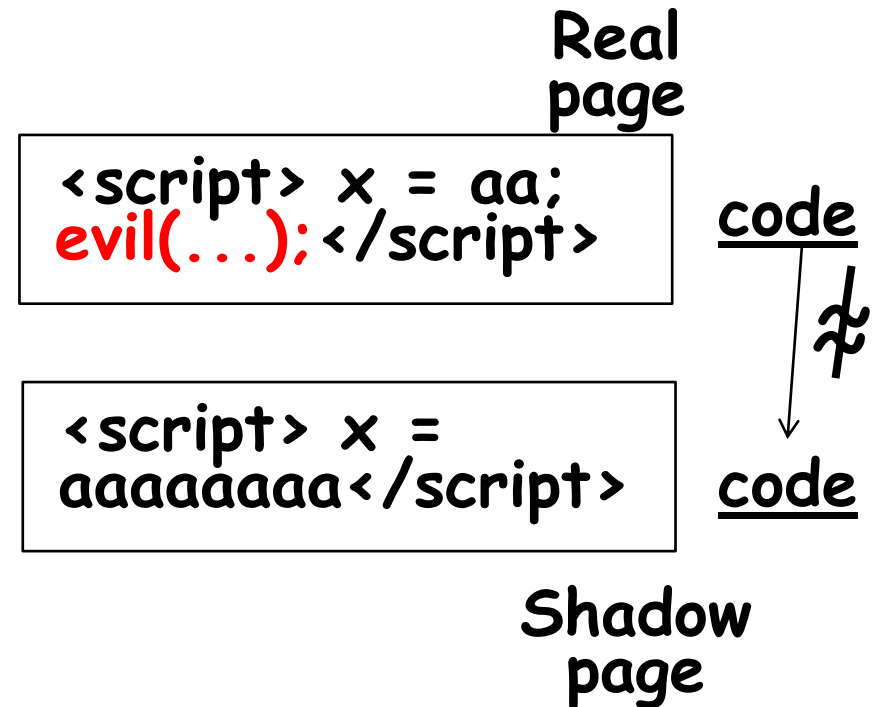 Real
page
<script> x = aa;
evil(...);</script>
code
≉
<script> x =
aaaaaaaa</script>
code
Shadow
page